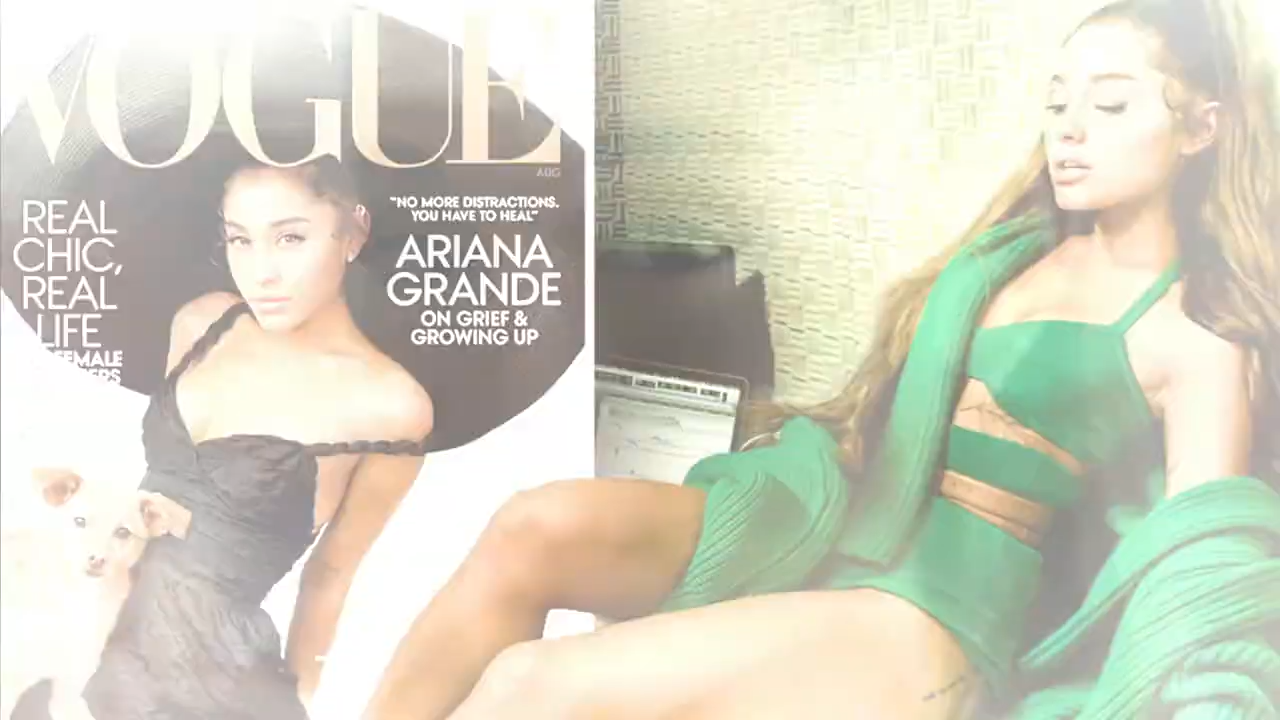 VOGUE
AUG
"NO MORE DISTRACTIONS.
YOU HAVE TO HEAL"
REAL
CHIC,
REAL
LIFE
FEMALE
ARIANA
GRANDE
ON GRIEF &
GROWING UP